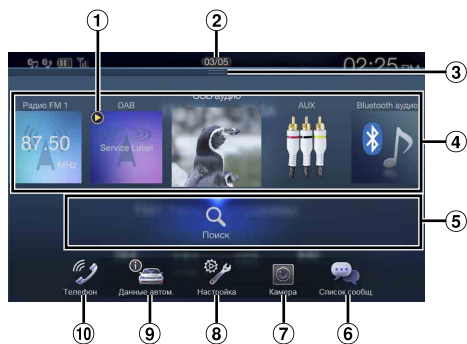 ① ②
03/05 02:25 PM
③
Радио FM 1 DAB USB аудио AUX Bluetooth аудио
87.50
MHz
Service Label
④
⑤
Поиск
Телефон Данные автом. Настройка Камера Список сообщ.
⑩ ⑨ ⑧ ⑦ ⑥